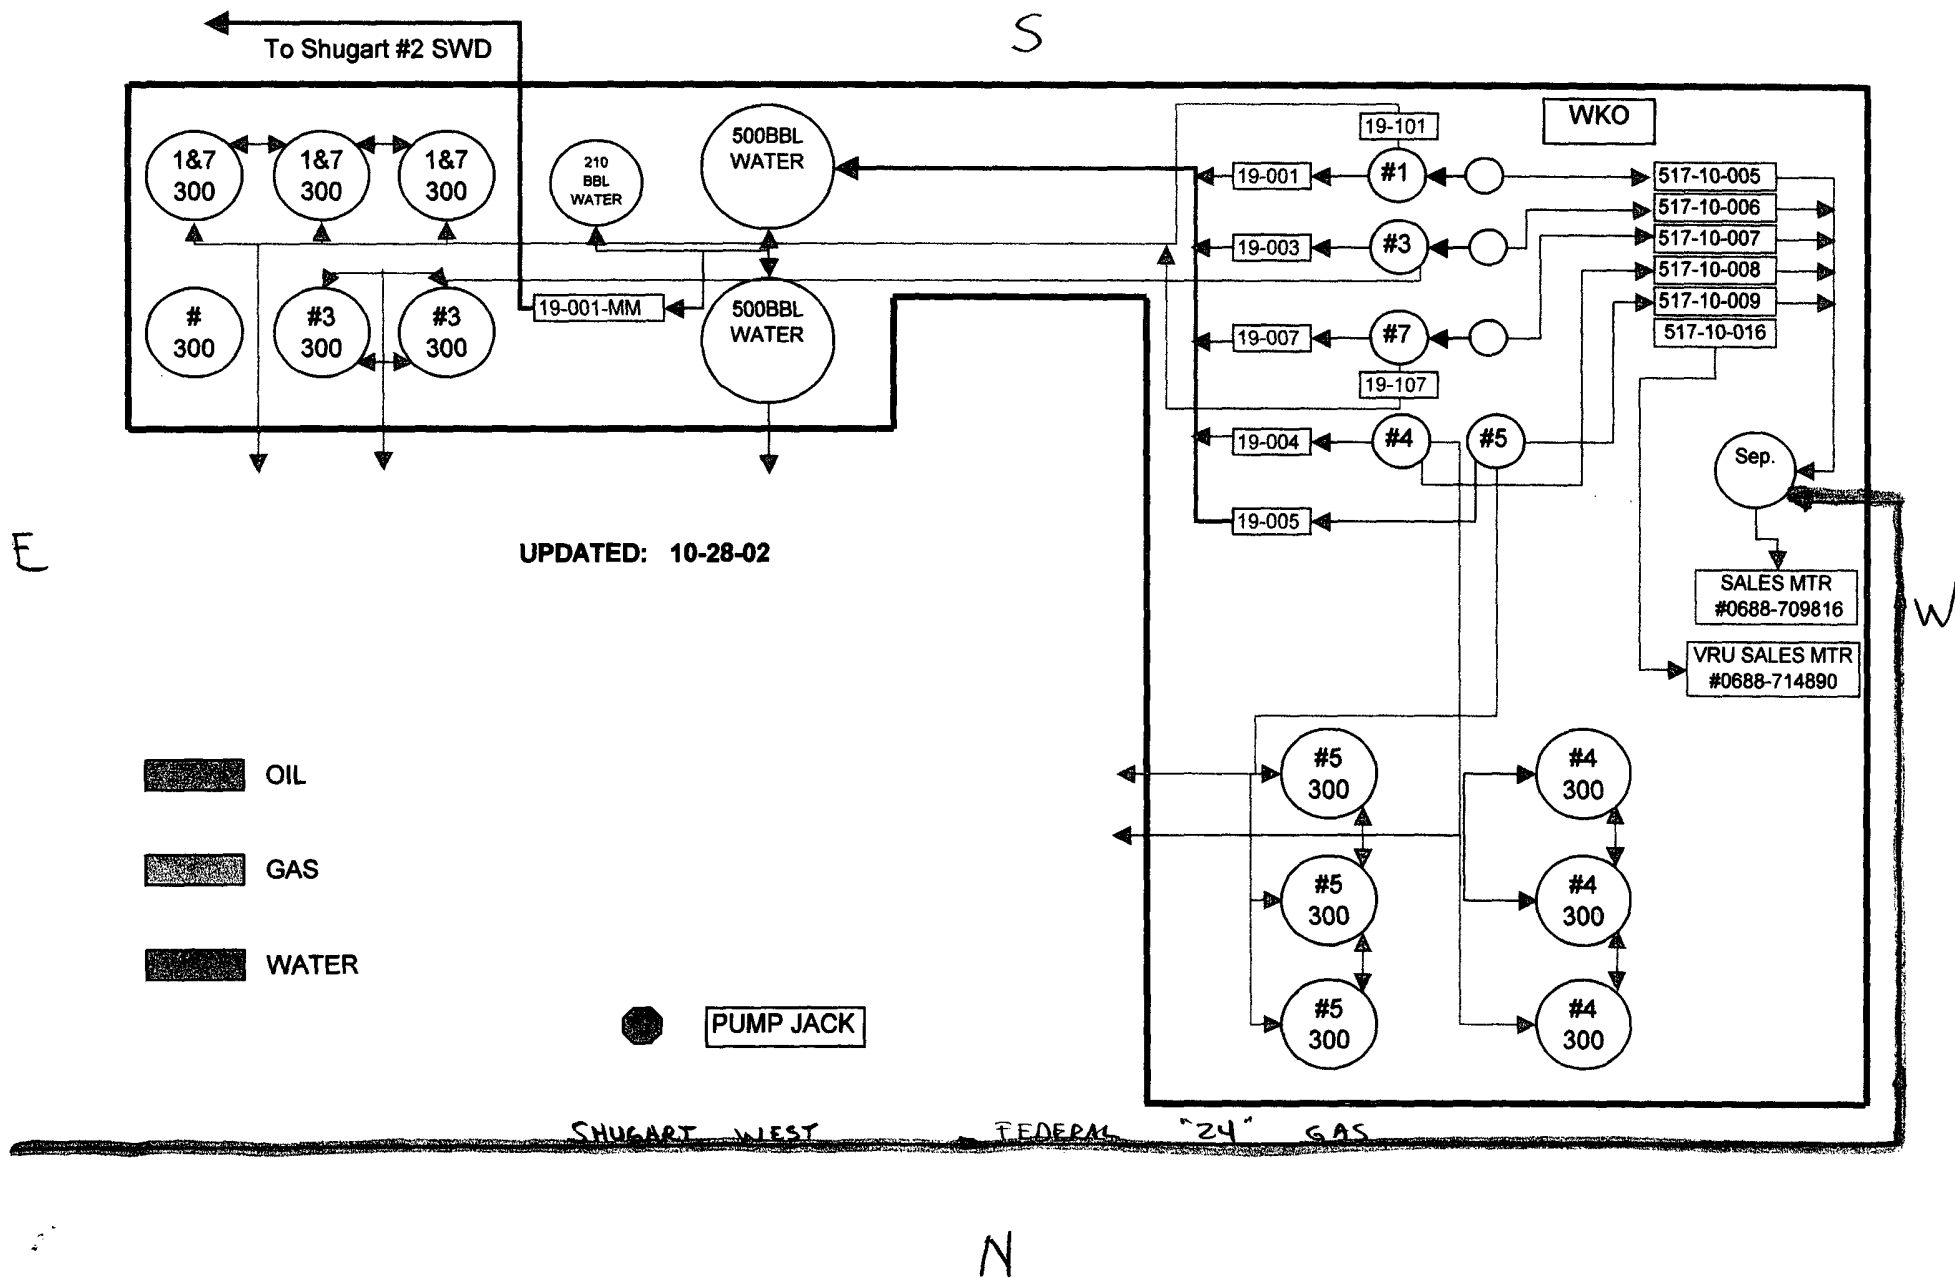 S
To Shugart #2 SWD
WKO
1&7
300
1&7
300
1&7
300
210
BBL
WATER
500BBL
WATER
19-101
#1
19-001
517-10-005
517-10-006
517-10-007
517-10-008
517-10-009
517-10-016
19-003
#3
#
300
#3
300
#3
300
19-001-MM
500BBL
WATER
19-007
#7
19-107
19-004
#4
#5
19-005
Sep.
E
UPDATED: 10-28-02
SALES MTR
#0688-709816
W
VRU SALES MTR
#0688-714890
OIL
GAS
WATER
PUMP JACK
#5
300
#4
300
#5
300
#4
300
#5
300
#4
300
SHUGART WEST FEDERAL "24" GAS
N